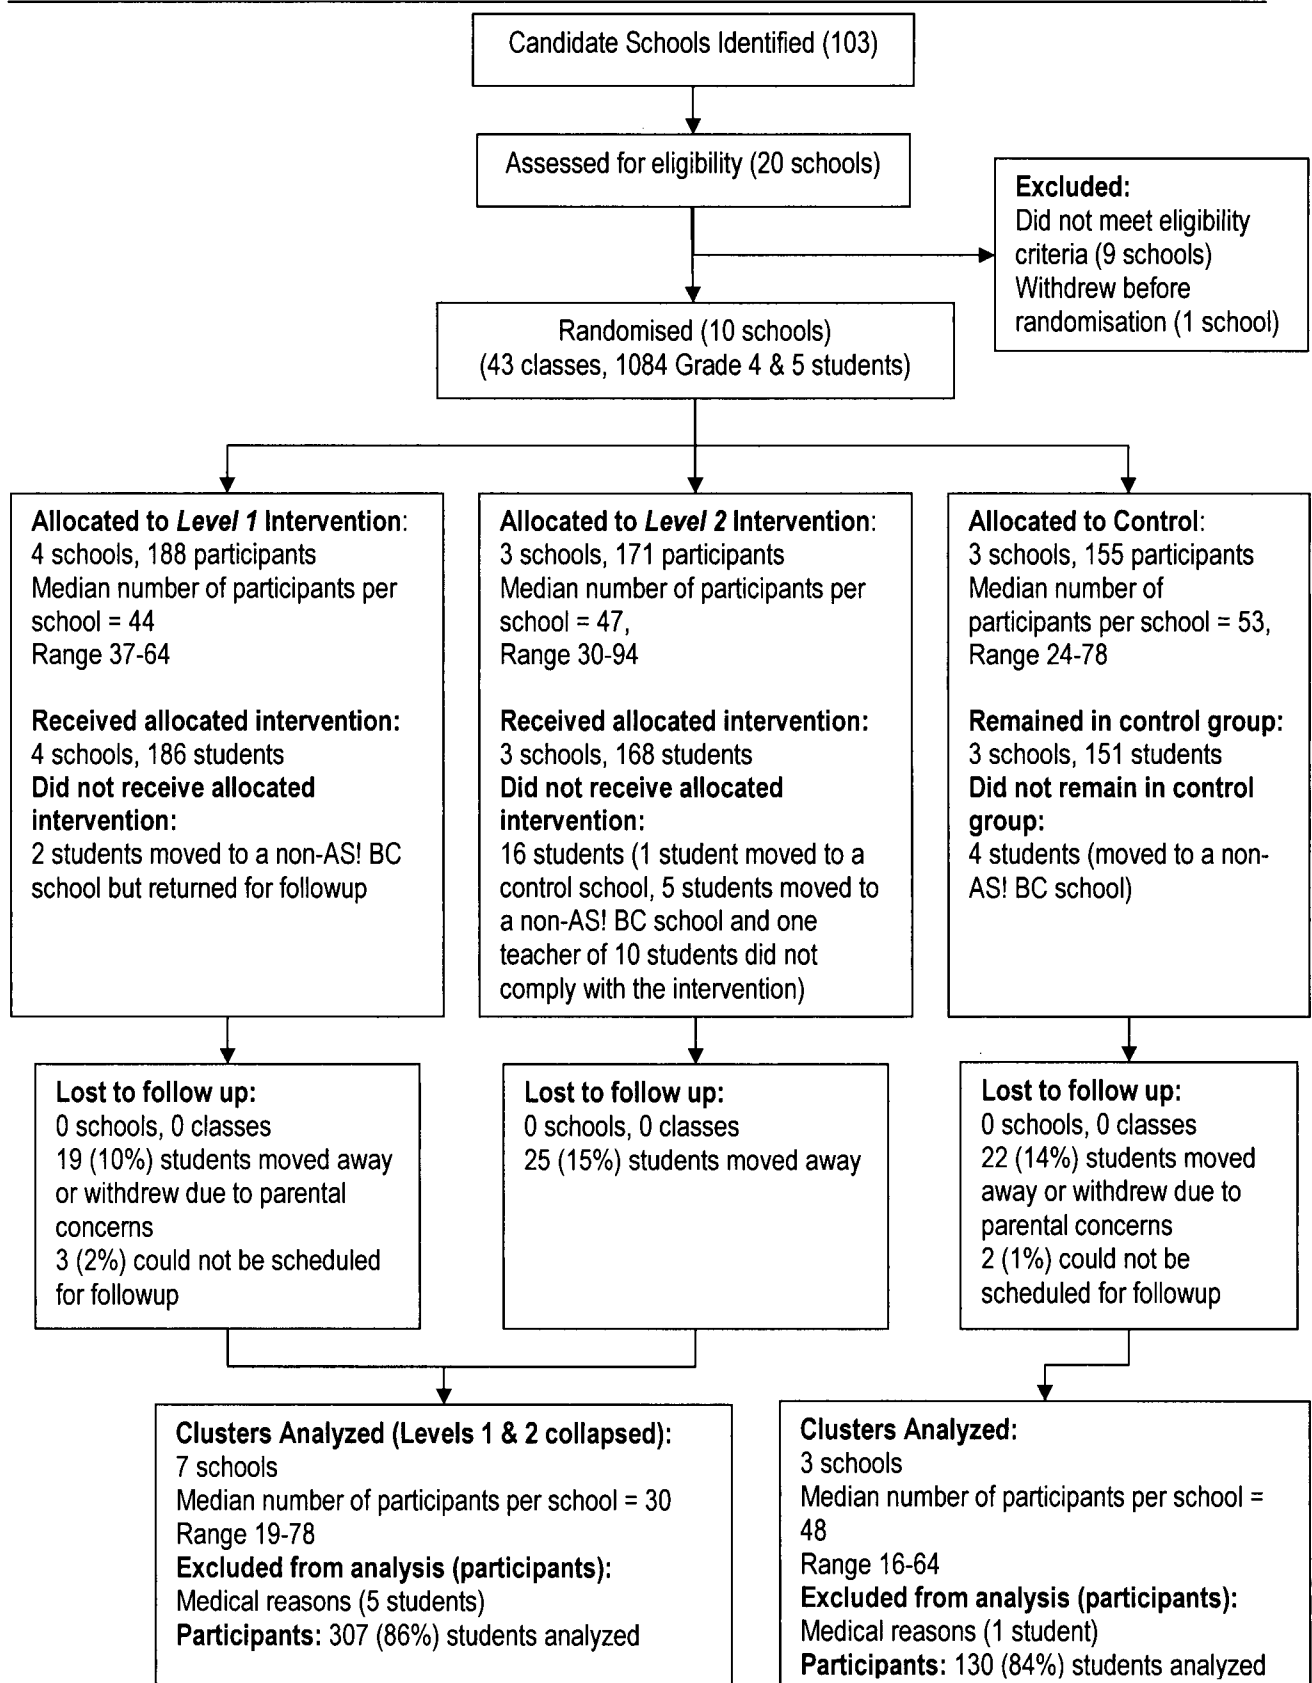 Candidate Schools Identified (103)
Assessed for eligibility (20 schools)
Excluded:
Did not meet eligibility
criteria (9 schools)
Withdrew before
randomisation (1 school)
Randomised (10 schools)
(43 classes, 1084 Grade 4 & 5 students)
Allocated to Level 1 Intervention:
4 schools, 188 participants
Median number of participants per
school = 44
Range 37-64
Received allocated intervention:
4 schools, 186 students
Did not receive allocated
intervention:
2 students moved to a non-AS! BC
school but returned for followup
Allocated to Level 2 Intervention:
3 schools, 171 participants
Median number of participants per
school = 47,
Range 30-94
Received allocated intervention:
3 schools, 168 students
Did not receive allocated
intervention:
16 students (1 student moved to a
control school, 5 students moved to
a non-AS! BC school and one
teacher of 10 students did not
comply with the intervention)
Allocated to Control:
3 schools, 155 participants
Median number of
participants per school = 53,
Range 24-78
Remained in control group:
3 schools, 151 students
Did not remain in control
group:
4 students (moved to a non-
AS! BC school)
Lost to follow up:
0 schools, 0 classes
19 (10%) students moved away
or withdrew due to parental
concerns
3 (2%) could not be scheduled
for followup
Lost to follow up:
0 schools, 0 classes
25 (15%) students moved away
Lost to follow up:
0 schools, 0 classes
22 (14%) students moved
away or withdrew due to
parental concerns
2 (1%) could not be
scheduled for followup
Clusters Analyzed (Levels 1 & 2 collapsed):
7 schools
Median number of participants per school = 30
Range 19-78
Excluded from analysis (participants):
Medical reasons (5 students)
Participants: 307 (86%) students analyzed
Clusters Analyzed:
3 schools
Median number of participants per school =
48
Range 16-64
Excluded from analysis (participants):
Medical reasons (1 student)
Participants: 130 (84%) students analyzed